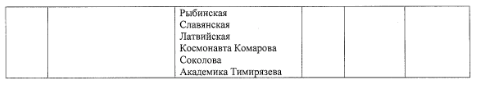 Рыбинская
Славянская
Латвийская
Космонавта Комарова
Соколова
Академика Тимирязева